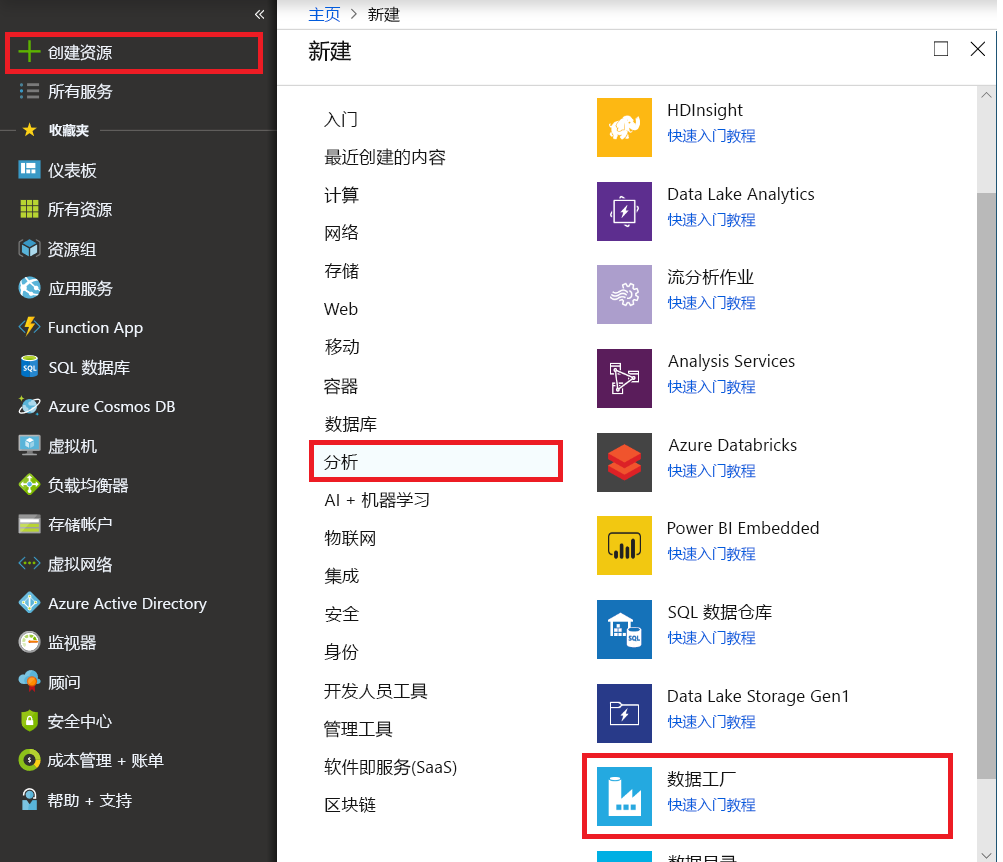 «
创建资源
所有服务
收藏夹
仪表板
所有资源
资源组
应用服务
Function App
SQL 数据库
Azure Cosmos DB
虚拟机
负载均衡器
存储帐户
虚拟网络
Azure Active Directory
监视器
顾问
安全中心
成本管理 + 账单
帮助 + 支持
主页 > 新建
新建
入门
最近创建的内容
计算
网络
存储
Web
移动
容器
数据库
分析
AI + 机器学习
物联网
集成
安全
身份
开发人员工具
管理工具
软件即服务(SaaS)
区块链
HDInsight
快速入门教程
Data Lake Analytics
快速入门教程
流分析作业
快速入门教程
Analysis Services
快速入门教程
Azure Databricks
快速入门教程
Power BI Embedded
快速入门教程
SQL 数据仓库
快速入门教程
Data Lake Storage Gen1
快速入门教程
数据工厂
快速入门教程
数据目录